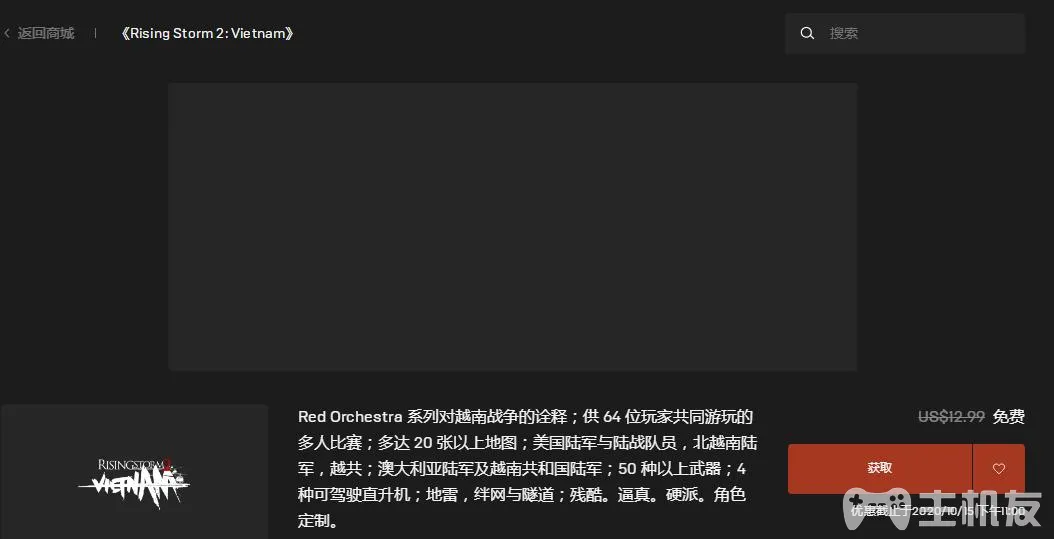 返回商城 《Rising Storm 2: Vietnam》 搜索
Red Orchestra 系列对越南战争的诠释；供 64 位玩家共同游玩的
多人比赛；多达 20 张以上地图；美国陆军与陆战队员，北越南陆
军，越共；澳大利亚陆军及越南共和国陆军；50 种以上武器；4
种可驾驶直升机；地雷，绊网与隧道；残酷。逼真。硬派。角色
定制。
RISING STORM 2
VIETNAM
US$12.99 免费
获取
优惠截止于2020/10/15下午11:00
主机友